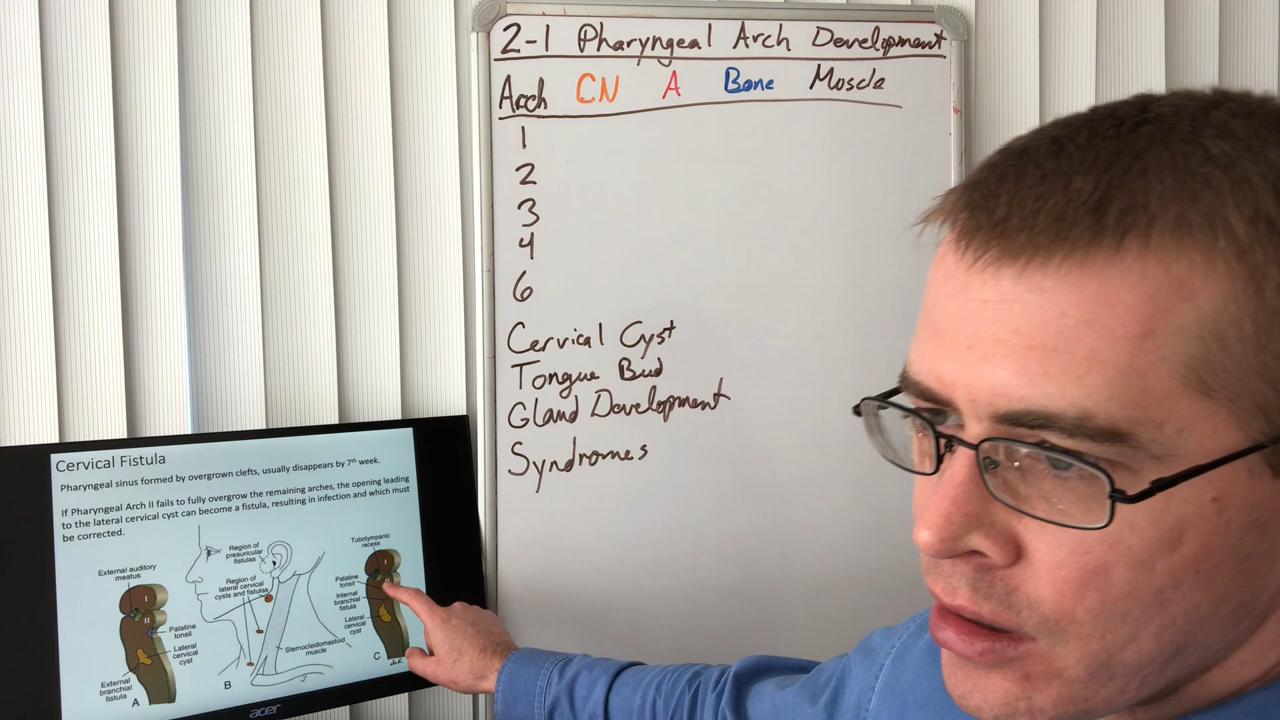 2-1 Pharyngeal Arch Development
Arch CN A Bone Muscle
1
2
3
4
6
Cervical Cyst
Tongue Bud
Gland Development
Syndromes
Cervical Fistula
Pharyngeal sinus formed by overgrown clefts, usually disappears by 7th week.
If Pharyngeal Arch II fails to fully overgrow the remaining arches, the opening leading
to the lateral cervical cyst can become a fistula, resulting in infection and which must
be corrected.
External auditory
meatus
I
II
Palatine
tonsil
Lateral
cervical
cyst
External
branchial
fistula
A
Region of
preauricular
fistulas
Region of
lateral cervical
cysts and fistulas
Sternocleidomastoid
muscle
B
Tubotympanic
recess
I
Palatine
tonsil
Internal
branchial
fistula
Lateral
cervical
cyst
C
acer